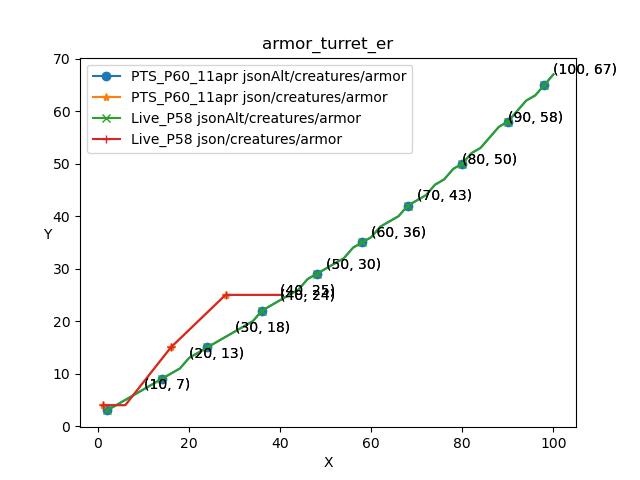 armor_turret_er
PTS_P60_11apr jsonAlt/creatures/armor
PTS_P60_11apr json/creatures/armor
Live_P58 jsonAlt/creatures/armor
Live_P58 json/creatures/armor
(100, 67)
(90, 58)
(80, 50)
(70, 43)
(60, 36)
(50, 30)
(40, 25)
(40, 24)
(30, 18)
(20, 13)
(10, 7)
70
60
50
40
30
20
10
0
Y
0 20 40 60 80 100
X